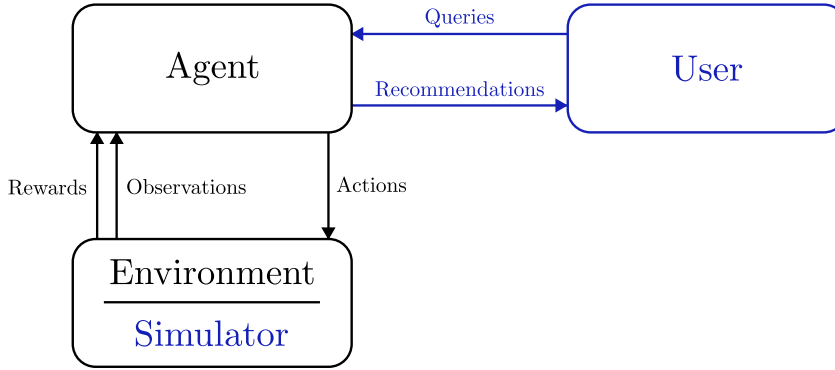 Queries
Agent
User
Recommendations
Rewards
Observations
Actions
Environment
Simulator